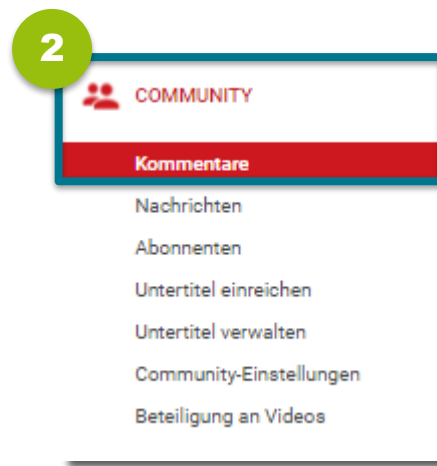 2
COMMUNITY
Kommentare
Nachrichten
Abonnenten
Untertitel einreichen
Untertitel verwalten
Community-Einstellungen
Beteiligung an Videos